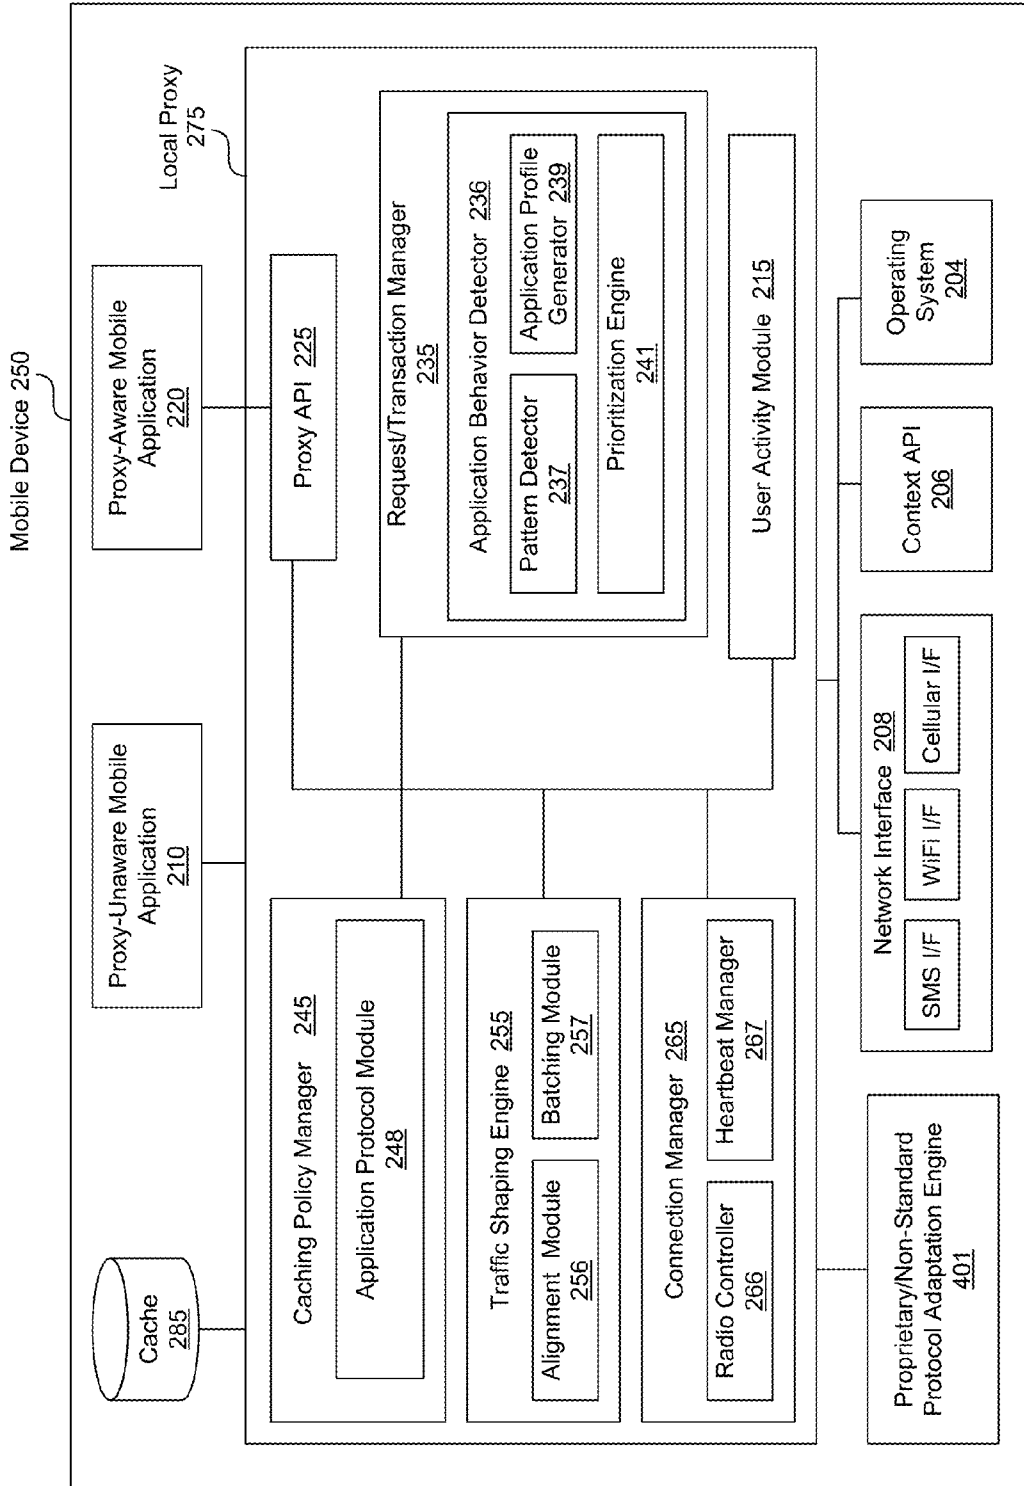 Mobile Device 250
Local Proxy
275
Cache
285
Proxy-Unaware Mobile
Application
210
Proxy-Aware Mobile
Application
220
Caching Policy Manager 245
Application Protocol Module
248
Proxy API 225
Request/Transaction Manager
235
Application Behavior Detector 236
Pattern Detector
237
Application Profile
Generator 239
Prioritization Engine
241
Traffic Shaping Engine 255
Alignment Module
256
Batching Module
257
Connection Manager 265
Radio Controller
266
Heartbeat Manager
267
User Activity Module 215
Proprietary/Non-Standard
Protocol Adaptation Engine
401
Network Interface 208
SMS I/F
WiFi I/F
Cellular I/F
Context API
206
Operating
System
204